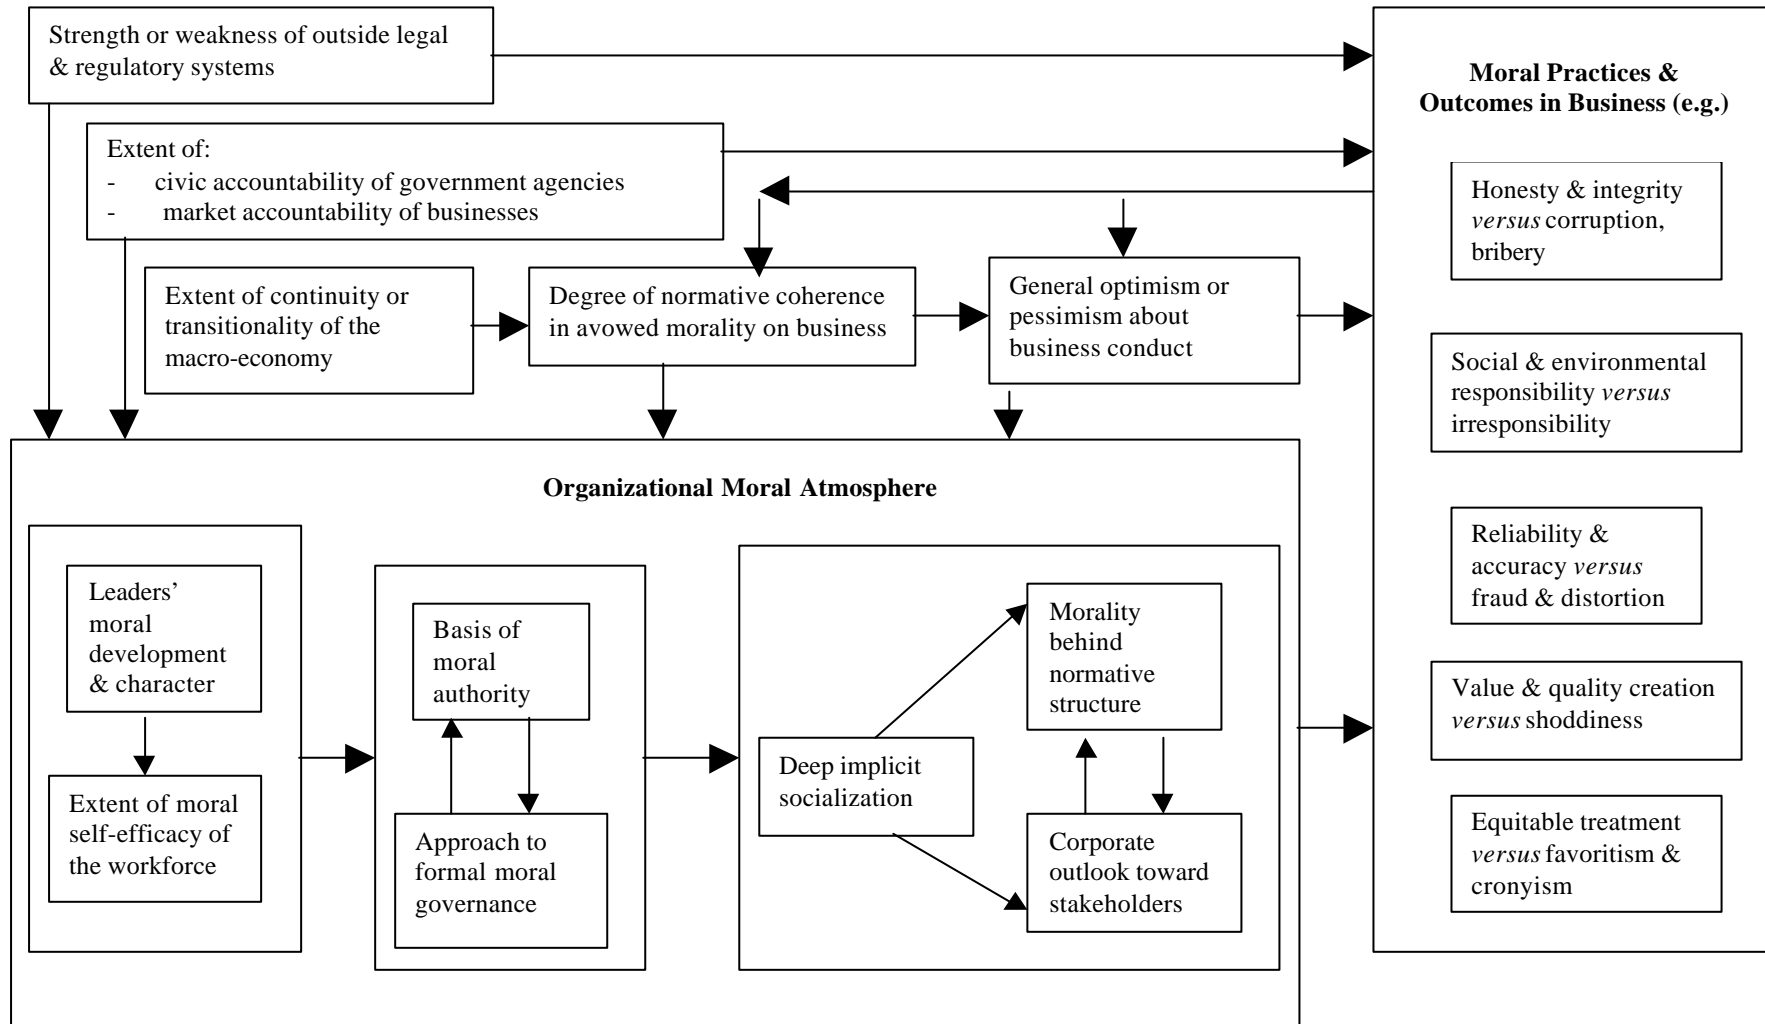 Strength or weakness of outside legal
& regulatory systems
Extent of:
- civic accountability of government agencies
- market accountability of businesses
Extent of continuity or
transitionality of the
macro-economy
Degree of normative coherence
in avowed morality on business
General optimism or
pessimism about
business conduct
Moral Practices &
Outcomes in Business (e.g.)
Honesty & integrity
versus corruption,
bribery
Social & environmental
responsibility versus
irresponsibility
Reliability &
accuracy versus
fraud & distortion
Value & quality creation
versus shoddiness
Equitable treatment
versus favoritism &
cronyism
Organizational Moral Atmosphere
Leaders’
moral
development
& character
Extent of moral
self-efficacy of
the workforce
Basis of
moral
authority
Approach to
formal moral
governance
Deep implicit
socialization
Morality
behind
normative
structure
Corporate
outlook toward
stakeholders